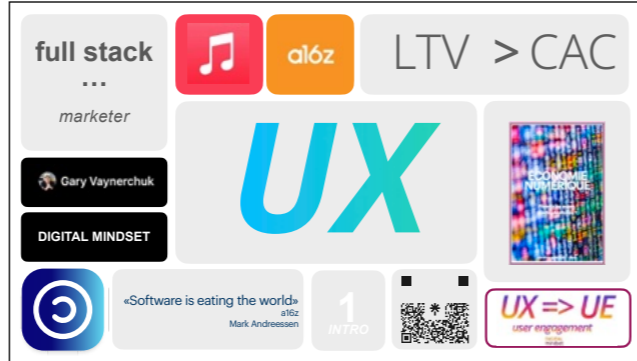 full stack
...
marketer
a16z
LTV > CAC
UX
ÉCONOMIE
NUMÉRIQUE
Gary Vaynerchuk
DIGITAL MINDSET
«Software is eating the world»
a16z
Mark Andreessen
1
INTRO
UX => UE
user engagement